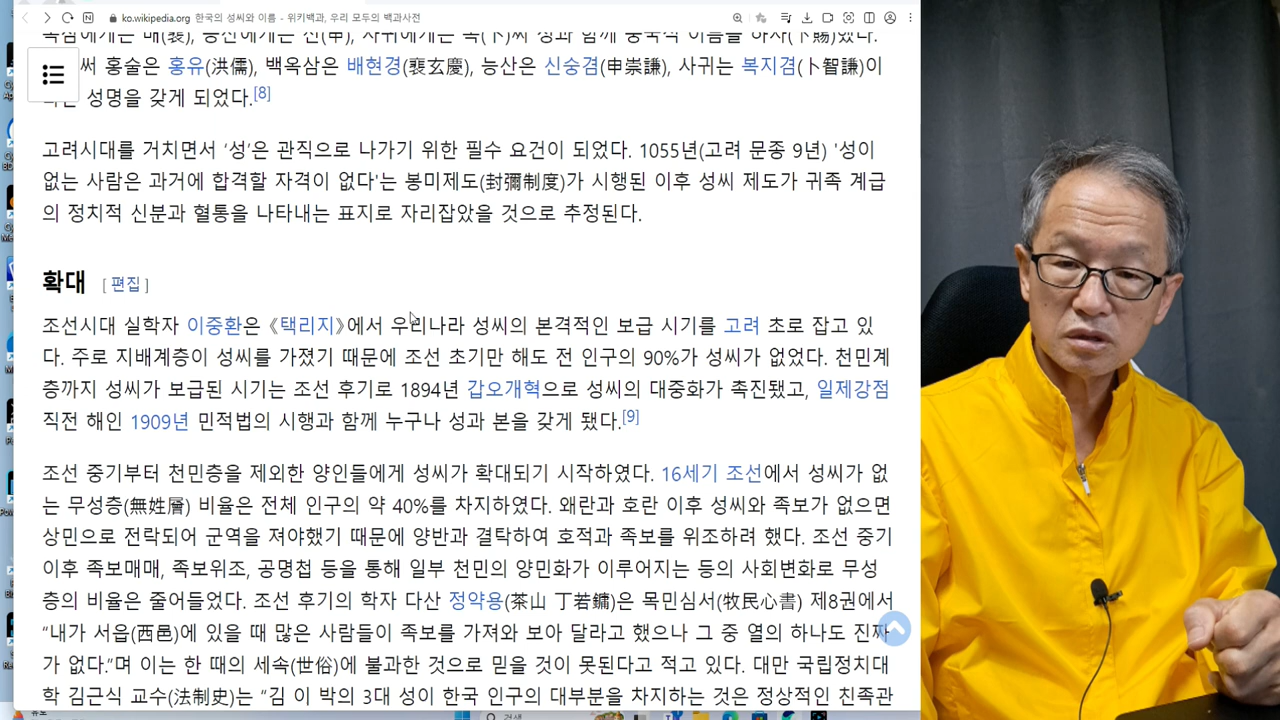 ko.wikipedia.org 한국의 성씨와 이름 - 위키백과, 우리 모두의 백과사전
써 홍술은 홍유(洪儒), 백옥삼은 배현경(裵玄慶), 능산은 신숭겸(申崇謙), 사귀는 복지겸(卜智謙)이
성명을 갖게 되었다.[8]
고려시대를 거치면서 ‘성’은 관직으로 나가기 위한 필수 요건이 되었다. 1055년(고려 문종 9년) '성이
없는 사람은 과거에 합격할 자격이 없다'는 봉미제도(封彌制度)가 시행된 이후 성씨 제도가 귀족 계급
의 정치적 신분과 혈통을 나타내는 표지로 자리잡았을 것으로 추정된다.
확대 [ 편집 ]
조선시대 실학자 이중환은 《택리지》에서 우리나라 성씨의 본격적인 보급 시기를 고려 초로 잡고 있
다. 주로 지배계층이 성씨를 가졌기 때문에 조선 초기만 해도 전 인구의 90%가 성씨가 없었다. 천민계
층까지 성씨가 보급된 시기는 조선 후기로 1894년 갑오개혁으로 성씨의 대중화가 촉진됐고, 일제강점
직전 해인 1909년 민적법의 시행과 함께 누구나 성과 본을 갖게 됐다.[9]
조선 중기부터 천민층을 제외한 양인들에게 성씨가 확대되기 시작하였다. 16세기 조선에서 성씨가 없
는 무성층(無姓層) 비율은 전체 인구의 약 40%를 차지하였다. 왜란과 호란 이후 성씨와 족보가 없으면
상민으로 전락되어 군역을 져야했기 때문에 양반과 결탁하여 호적과 족보를 위조하려 했다. 조선 중기
이후 족보매매, 족보위조, 공명첩 등을 통해 일부 천민의 양민화가 이루어지는 등의 사회변화로 무성
층의 비율은 줄어들었다. 조선 후기의 학자 다산 정약용(茶山 丁若鏞)은 목민심서(牧民心書) 제8권에서
“내가 서읍(西邑)에 있을 때 많은 사람들이 족보를 가져와 보아 달라고 했으나 그 중 열의 하나도 진짜
가 없다.”며 이는 한 때의 세속(世俗)에 불과한 것으로 믿을 것이 못된다고 적고 있다. 대만 국립정치대
학 김근식 교수(法制史)는 “김 이 박의 3대 성이 한국 인구의 대부분을 차지하는 것은 정상적인 친족관
검색